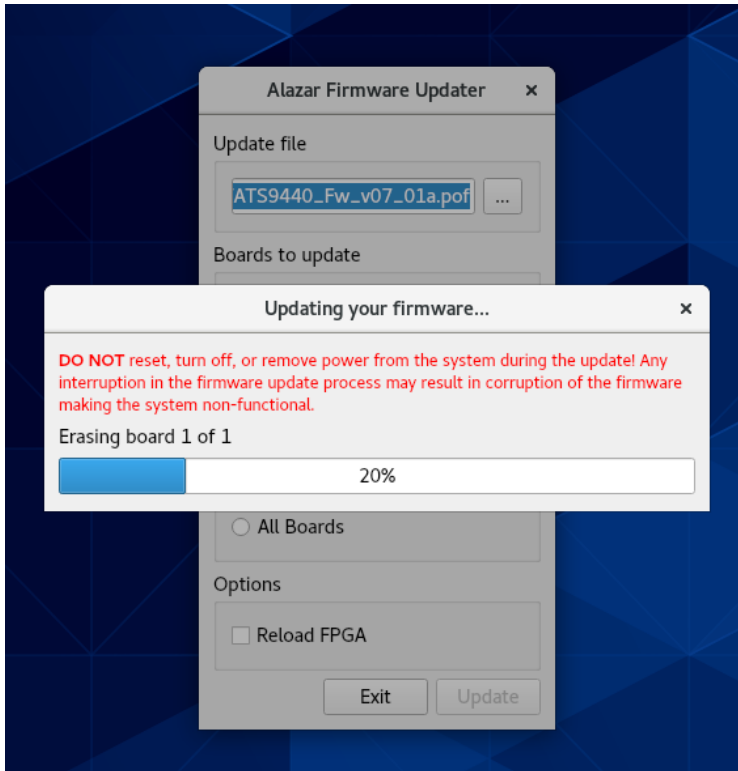 Alazar Firmware Updater
Update file
ATS9440_Fw_v07_01a.pof
...
Boards to update
Updating your firmware...
DO NOT reset, turn off, or remove power from the system during the update! Any
interruption in the firmware update process may result in corruption of the firmware
making the system non-functional.
Erasing board 1 of 1
20%
All Boards
Options
Reload FPGA
Exit
Update